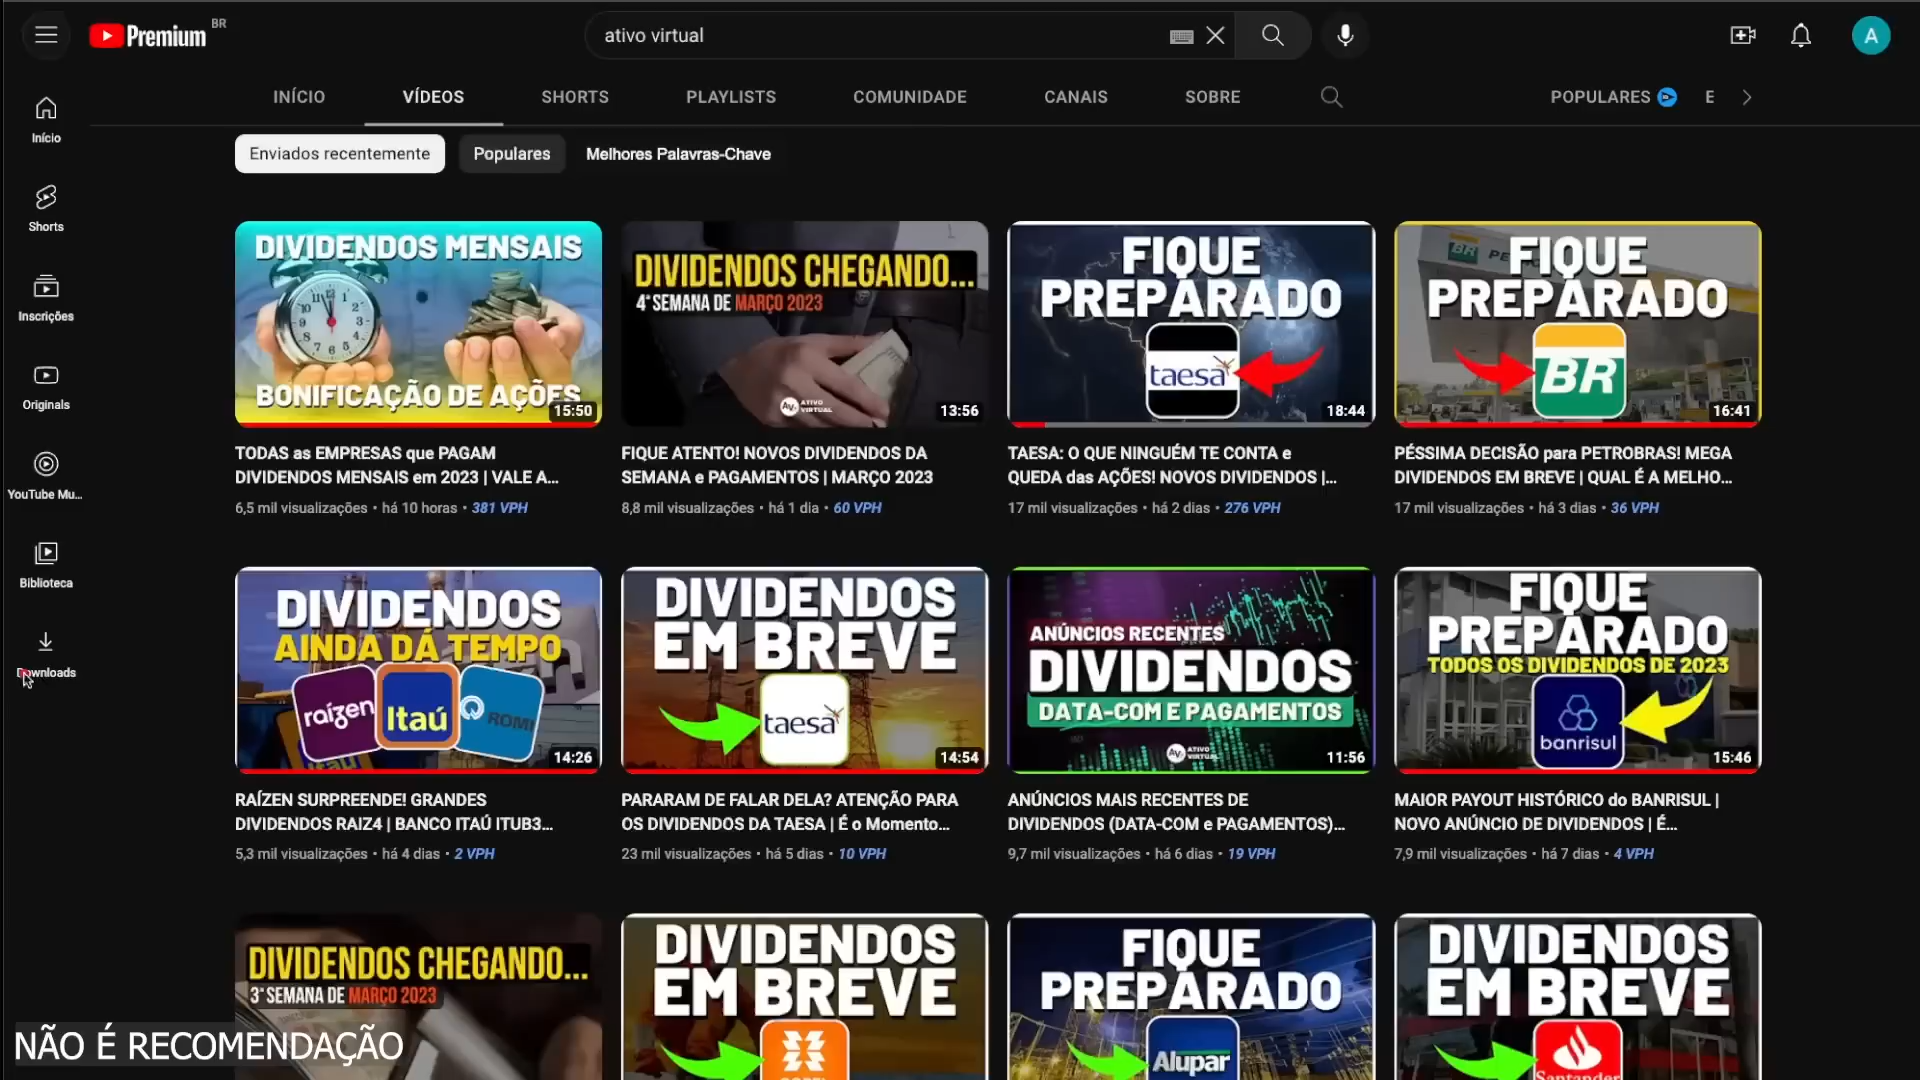 Premium BR
ativo virtual
A
INÍCIO VÍDEOS SHORTS PLAYLISTS COMUNIDADE CANAIS SOBRE POPULARES E
Enviados recentemente Populares Melhores Palavras-Chave
Início
Shorts
Inscrições
Originals
YouTube Mu...
Biblioteca
Downloads
DIVIDENDOS MENSAIS
BONIFICAÇÃO DE AÇÕES
15:50
TODAS as EMPRESAS que PAGAM
DIVIDENDOS MENSAIS em 2023 | VALE A...
6,5 mil visualizações • há 10 horas • 381 VPH
DIVIDENDOS CHEGANDO...
4ª SEMANA DE MARÇO 2023
Av. ATIVO
VIRTUAL
13:56
FIQUE ATENTO! NOVOS DIVIDENDOS DA
SEMANA e PAGAMENTOS | MARÇO 2023
8,8 mil visualizações • há 1 dia • 60 VPH
FIQUE
PREPARADO
taesa
18:44
TAESA: O QUE NINGUÉM TE CONTA e
QUEDA das AÇÕES! NOVOS DIVIDENDOS |...
17 mil visualizações • há 2 dias • 276 VPH
BR
FIQUE
PREPARADO
BR
16:41
PÉSSIMA DECISÃO para PETROBRAS! MEGA
DIVIDENDOS EM BREVE | QUAL É A MELHO...
17 mil visualizações • há 3 dias • 36 VPH
DIVIDENDOS
AINDA DÁ TEMPO
raízen Itaú ROMI
14:26
RAÍZEN SURPREENDE! GRANDES
DIVIDENDOS RAIZ4 | BANCO ITAÚ ITUB3...
5,3 mil visualizações • há 4 dias • 2 VPH
DIVIDENDOS
EM BREVE
taesa
14:54
PARARAM DE FALAR DELA? ATENÇÃO PARA
OS DIVIDENDOS DA TAESA | É o Momento...
23 mil visualizações • há 5 dias • 10 VPH
ANÚNCIOS RECENTES
DIVIDENDOS
DATA-COM E PAGAMENTOS
Av. ATIVO
VIRTUAL
11:56
ANÚNCIOS MAIS RECENTES DE
DIVIDENDOS (DATA-COM e PAGAMENTOS)...
9,7 mil visualizações • há 6 dias • 19 VPH
FIQUE
PREPARADO
TODOS OS DIVIDENDOS DE 2023
banrisul
15:46
MAIOR PAYOUT HISTÓRICO do BANRISUL |
NOVO ANÚNCIO DE DIVIDENDOS | É...
7,9 mil visualizações • há 7 dias • 4 VPH
DIVIDENDOS CHEGANDO...
3ª SEMANA DE MARÇO 2023
DIVIDENDOS
EM BREVE
FIQUE
PREPARADO
Alupar
DIVIDENDOS
EM BREVE
Santander
NÃO É RECOMENDAÇÃO